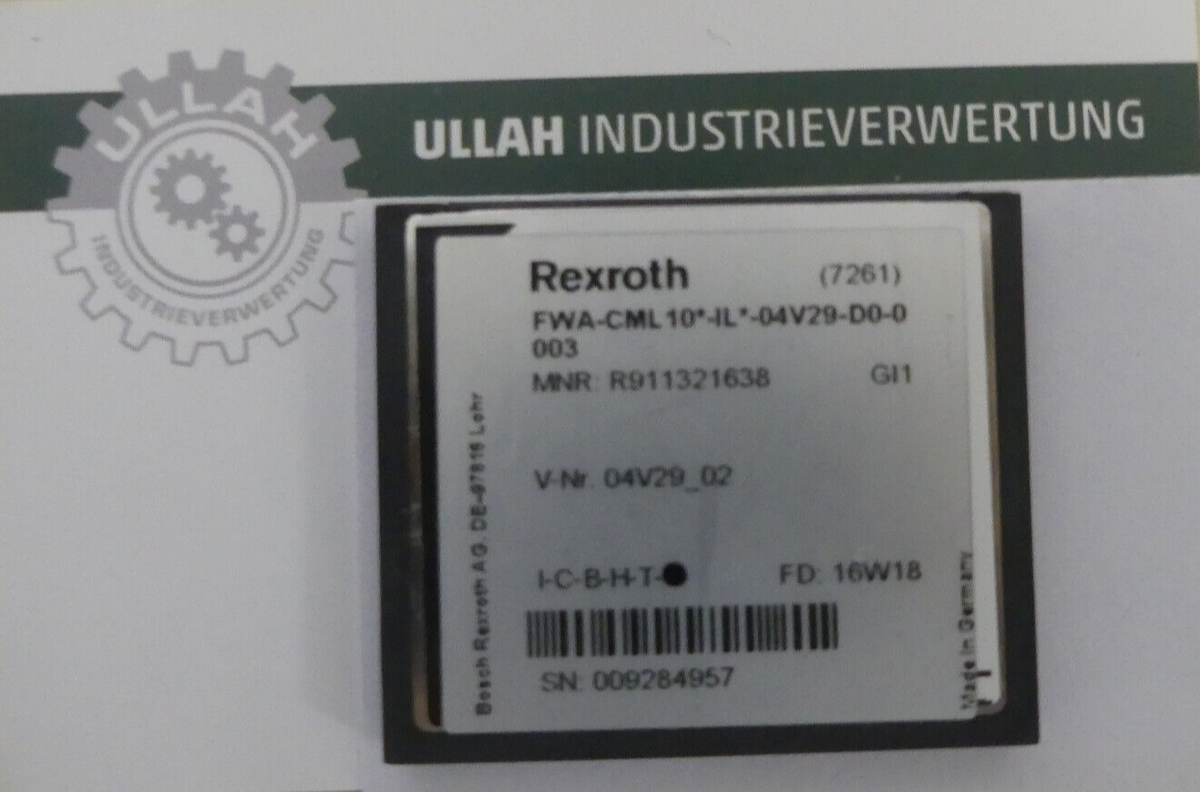 ULLAH
INDUSTRIEVERWERTUNG
ULLAH INDUSTRIEVERWERTUNG
Rexroth (7261)
FWA-CML10*-IL*-04V29-D0-0
003
MNR: R911321638 GI1
V-Nr. 04V29_02
I-C-B-H-T-● FD: 16W18
SN: 009284957
Bosch Rexroth AG. DE-97816 Lohr
Made in Germany